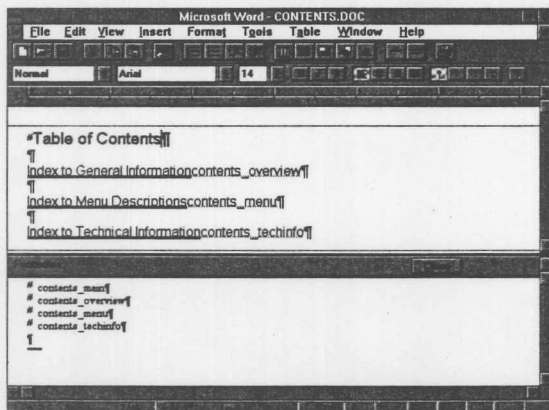 Microsoft Word - CONTENTS.DOC
File Edit View Insert Format Tools Table Window Help
Normal Arial 14
#Table of Contents¶
¶
Index to General Informationcontents_overview¶
¶
Index to Menu Descriptionscontents_menu¶
¶
Index to Technical Informationcontents_techinfo¶
# contents_main¶
# contents_overview¶
# contents_menu¶
# contents_techinfo¶
¶